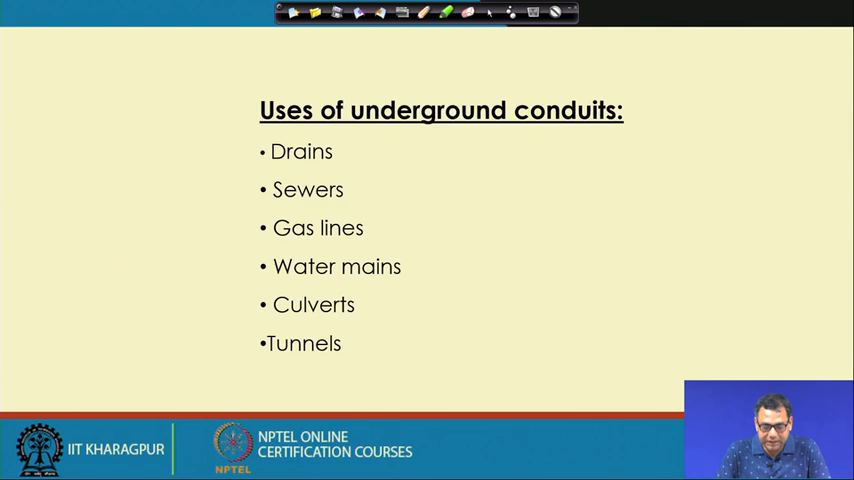 Uses of underground conduits:
• Drains
• Sewers
• Gas lines
• Water mains
• Culverts
•Tunnels
IIT KHARAGPUR
NPTEL
NPTEL ONLINE
CERTIFICATION COURSES